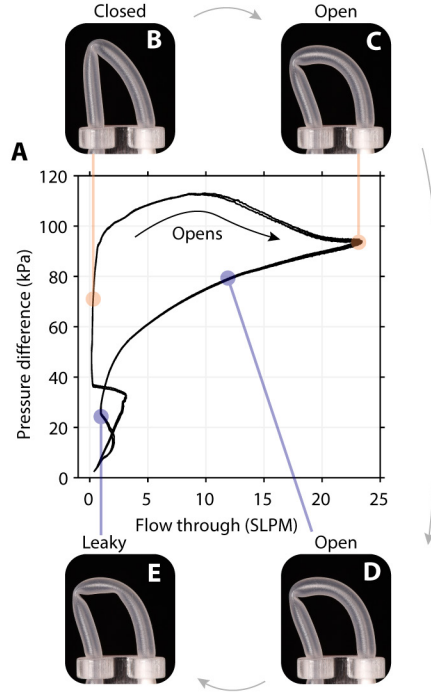 Closed
Open
B
C
A
120
100
80
60
40
20
0
Pressure difference (kPa)
Opens
0
5
10
15
20
25
Flow through (SLPM)
Leaky
Open
E
D